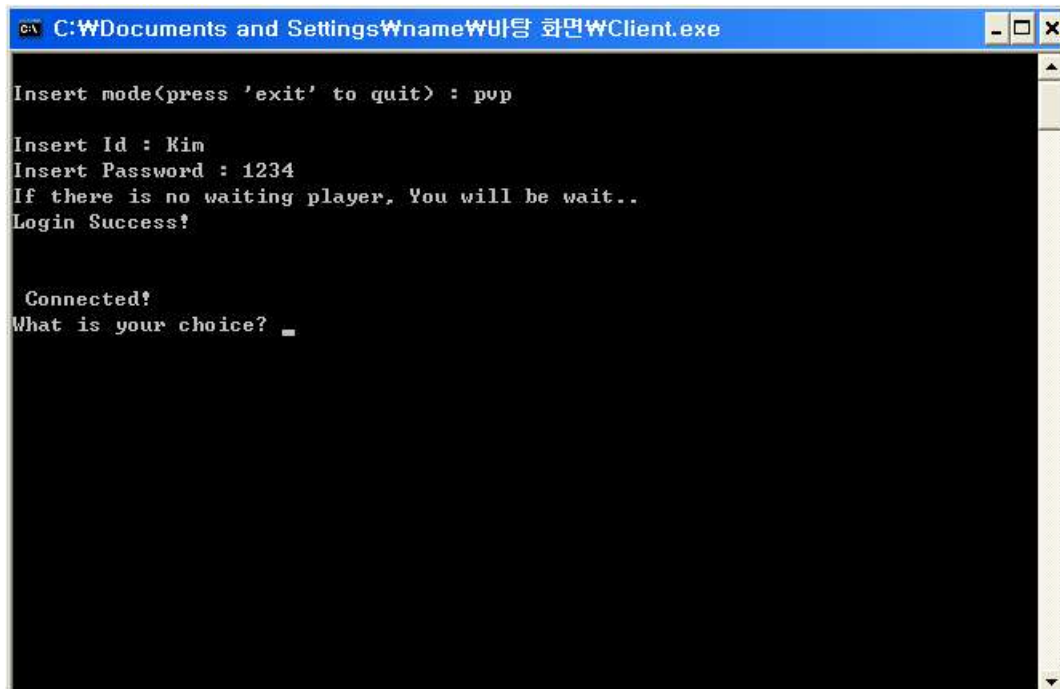 C:₩Documents and Settings₩name₩바탕 화면₩Client.exe
Insert mode(press 'exit' to quit) : pvp
Insert Id : Kim
Insert Password : 1234
If there is no waiting player, You will be wait..
Login Success!
Connected!
What is your choice? _